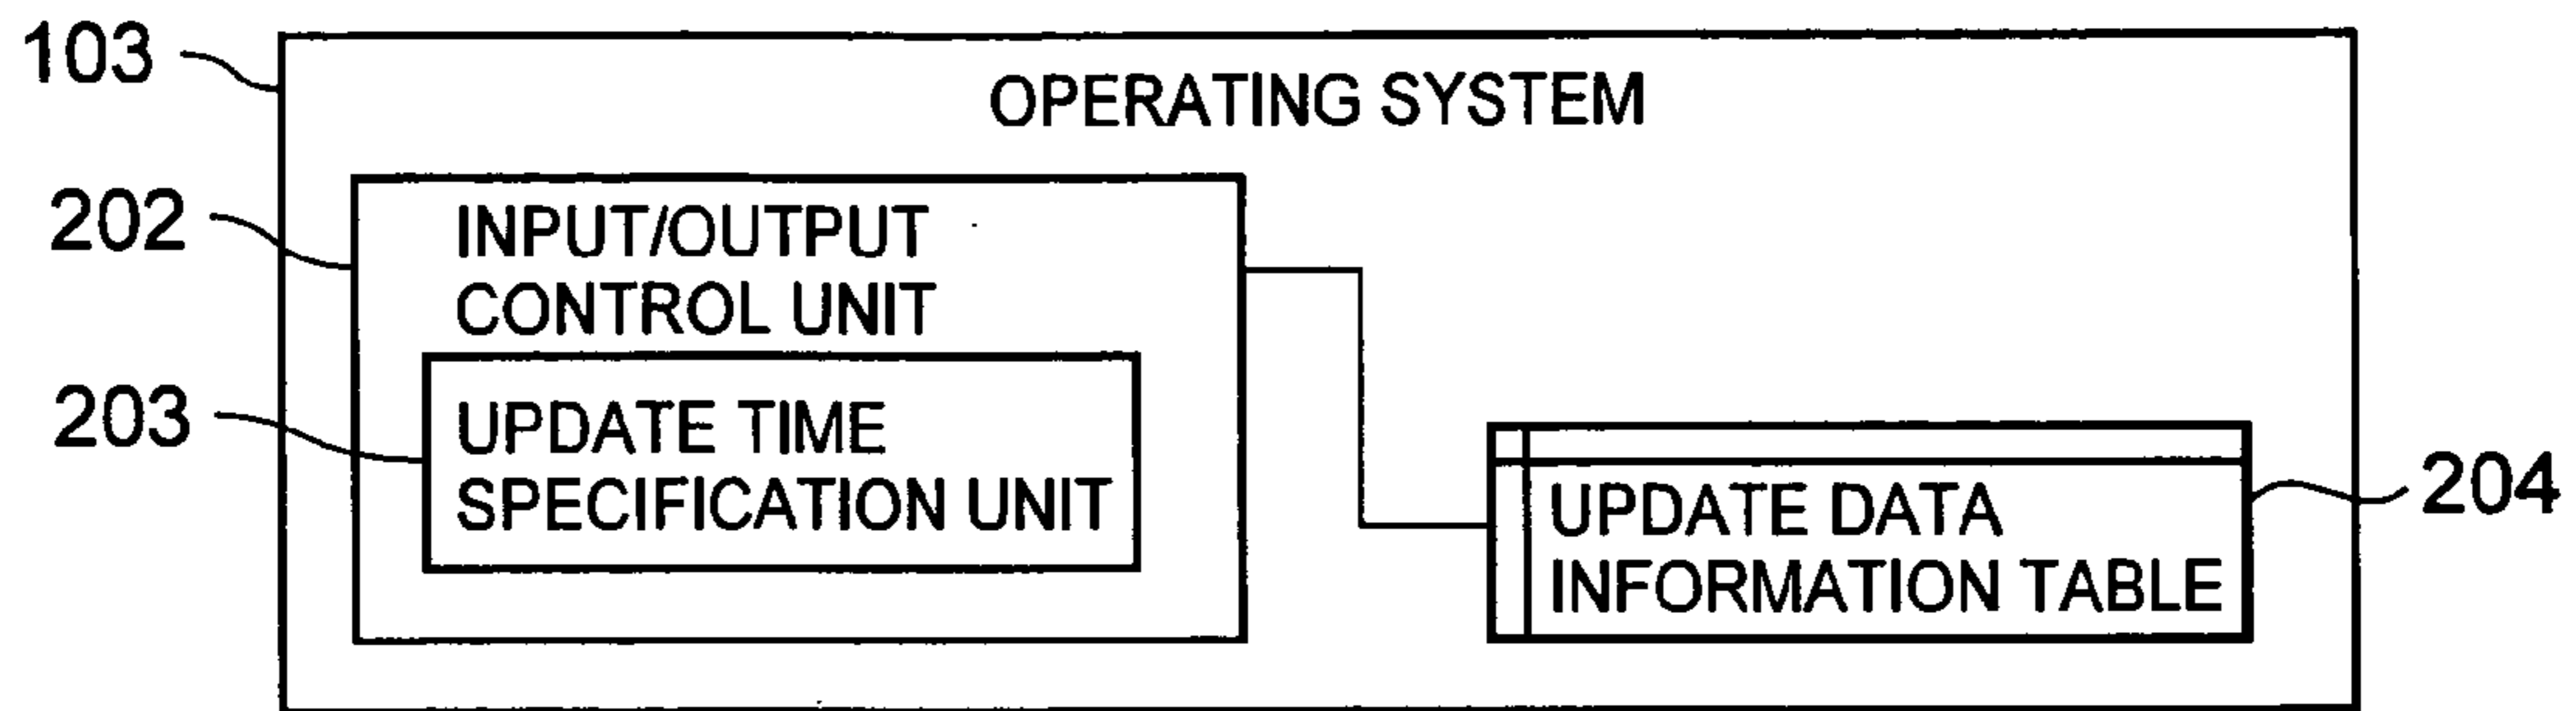 103
OPERATING SYSTEM
202
INPUT/OUTPUT
CONTROL UNIT
203
UPDATE TIME
SPECIFICATION UNIT
UPDATE DATA
INFORMATION TABLE
204